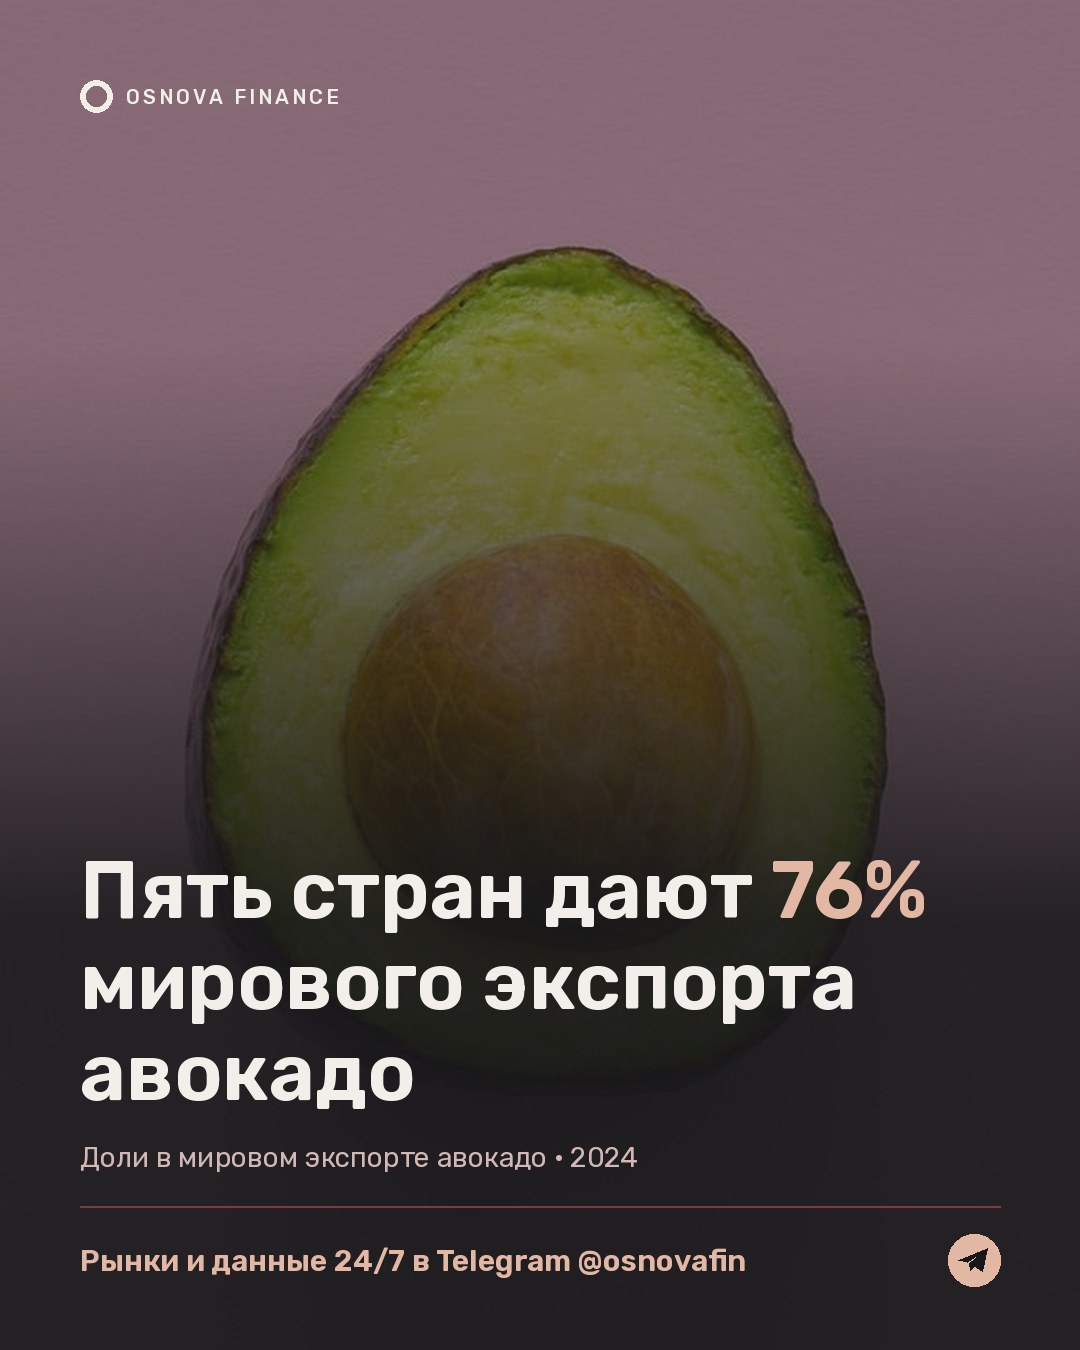 OSNOVA FINANCE
Пять стран дают 76%
мирового экспорта
авокадо
Доли в мировом экспорте авокадо • 2024
Рынки и данные 24/7 в Telegram @osnovafin